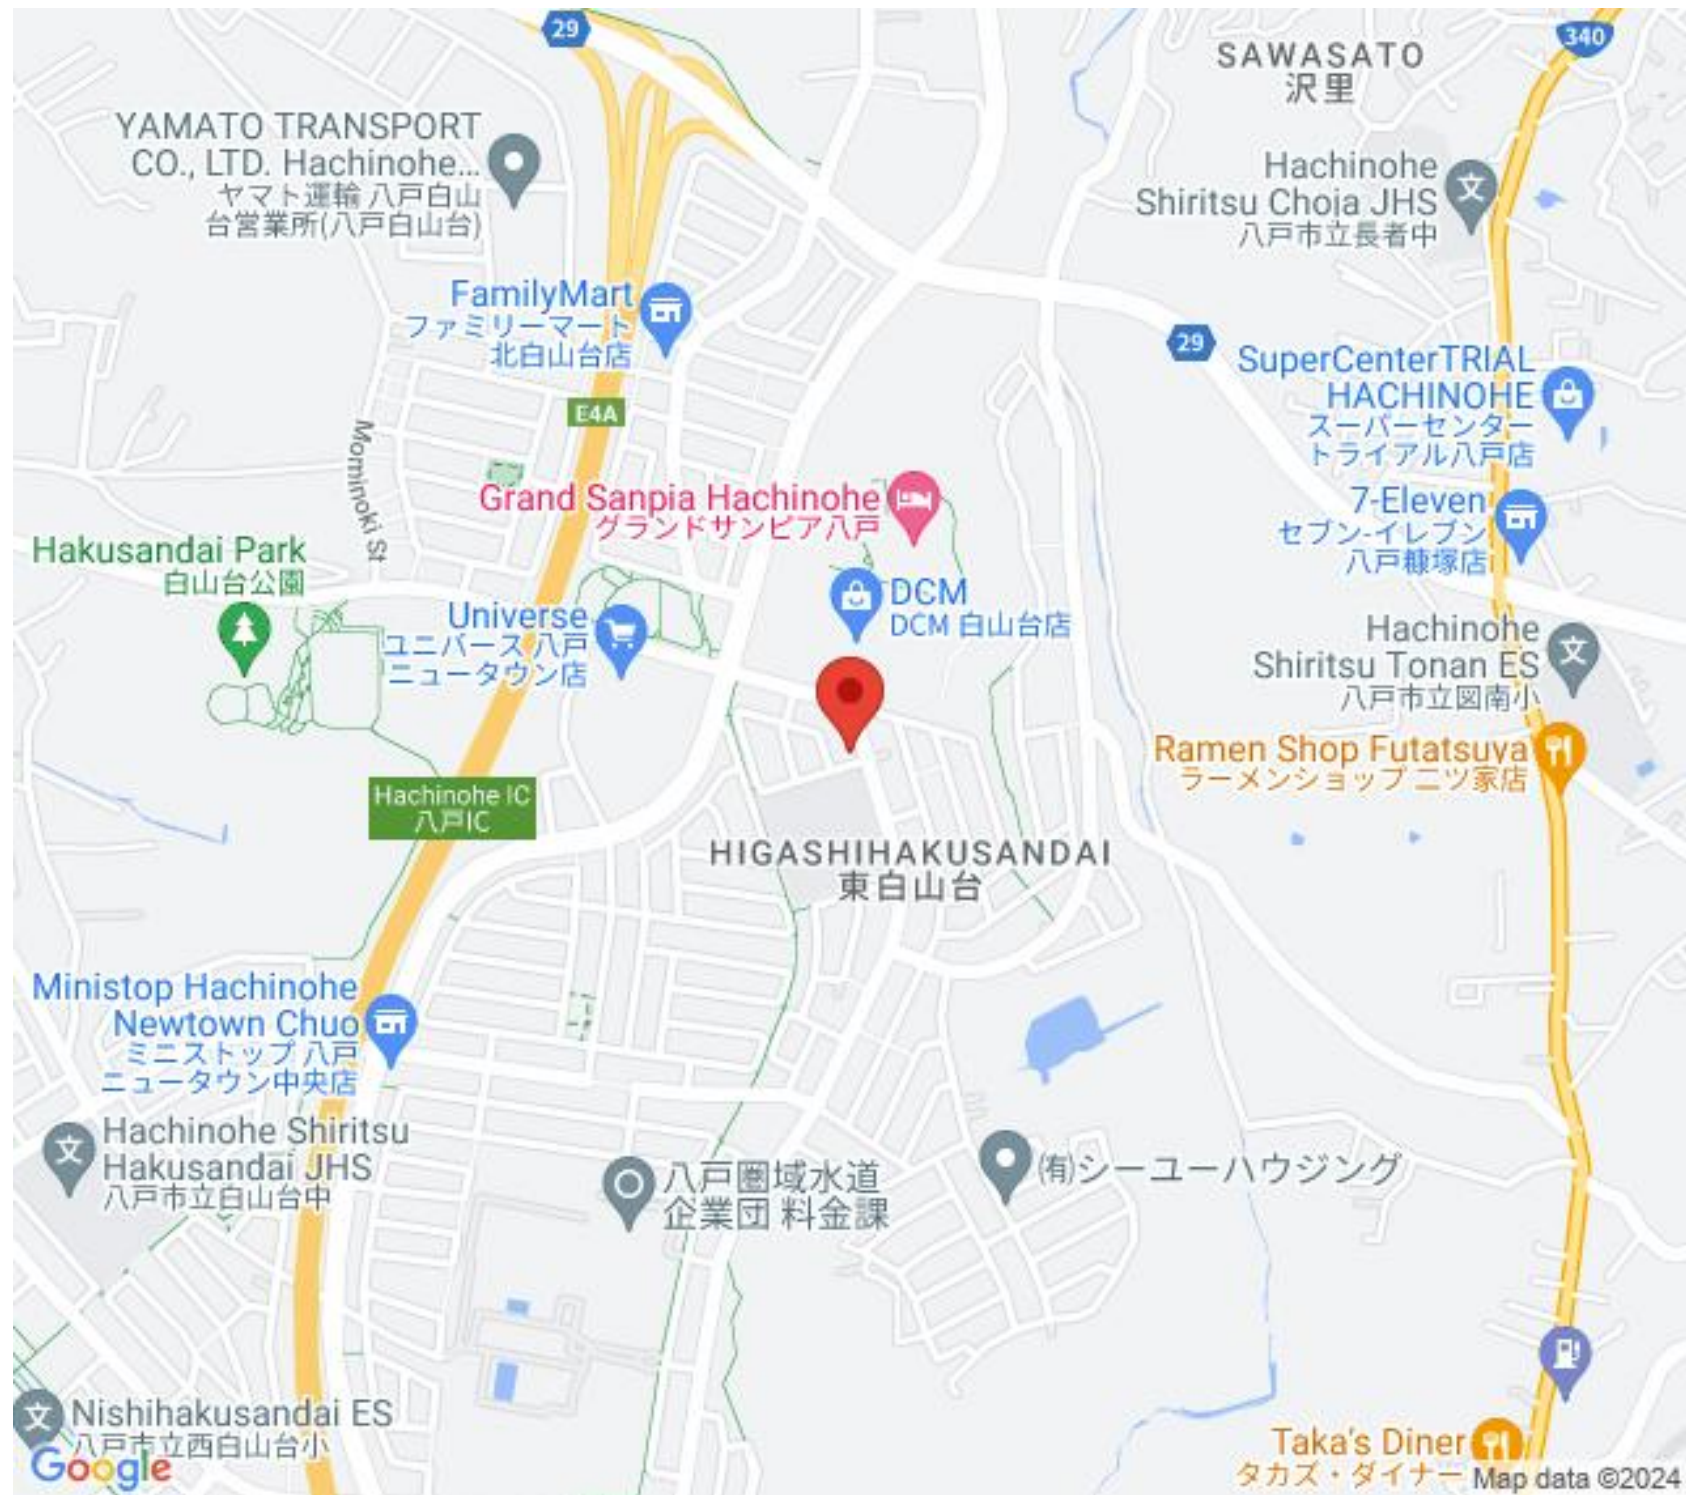 29
340
SAWASATO
沢里
YAMATO TRANSPORT
CO., LTD. Hachinohe...
ヤマト運輸 八戸白山
台営業所(八戸白山台)
Hachinohe
Shiritsu Choja JHS
八戸市立長者中
FamilyMart
ファミリーマート
北白山台店
29
SuperCenterTRIAL
HACHINOHE
スーパーセンター
トライアル八戸店
E4A
Mominoki St
Grand Sanpia Hachinohe
グランドサンピア八戸
7-Eleven
セブン-イレブン
八戸糠塚店
Hakusandai Park
白山台公園
DCM
DCM 白山台店
Universe
ユニバース 八戸
ニュータウン店
Hachinohe
Shiritsu Tonan ES
八戸市立図南小
Ramen Shop Futatsuya
ラーメンショップ 二ツ家店
Hachinohe IC
八戸IC
HIGASHIHAKUSANDAI
東白山台
Ministop Hachinohe
Newtown Chuo
ミニストップ 八戸
ニュータウン中央店
Hachinohe Shiritsu
Hakusandai JHS
八戸市立白山台中
八戸圏域水道
企業団 料金課
㈲シーユーハウジング
Nishihakusandai ES
八戸市立西白山台小
Taka's Diner
タカズ・ダイナー
Google
Map data ©2024